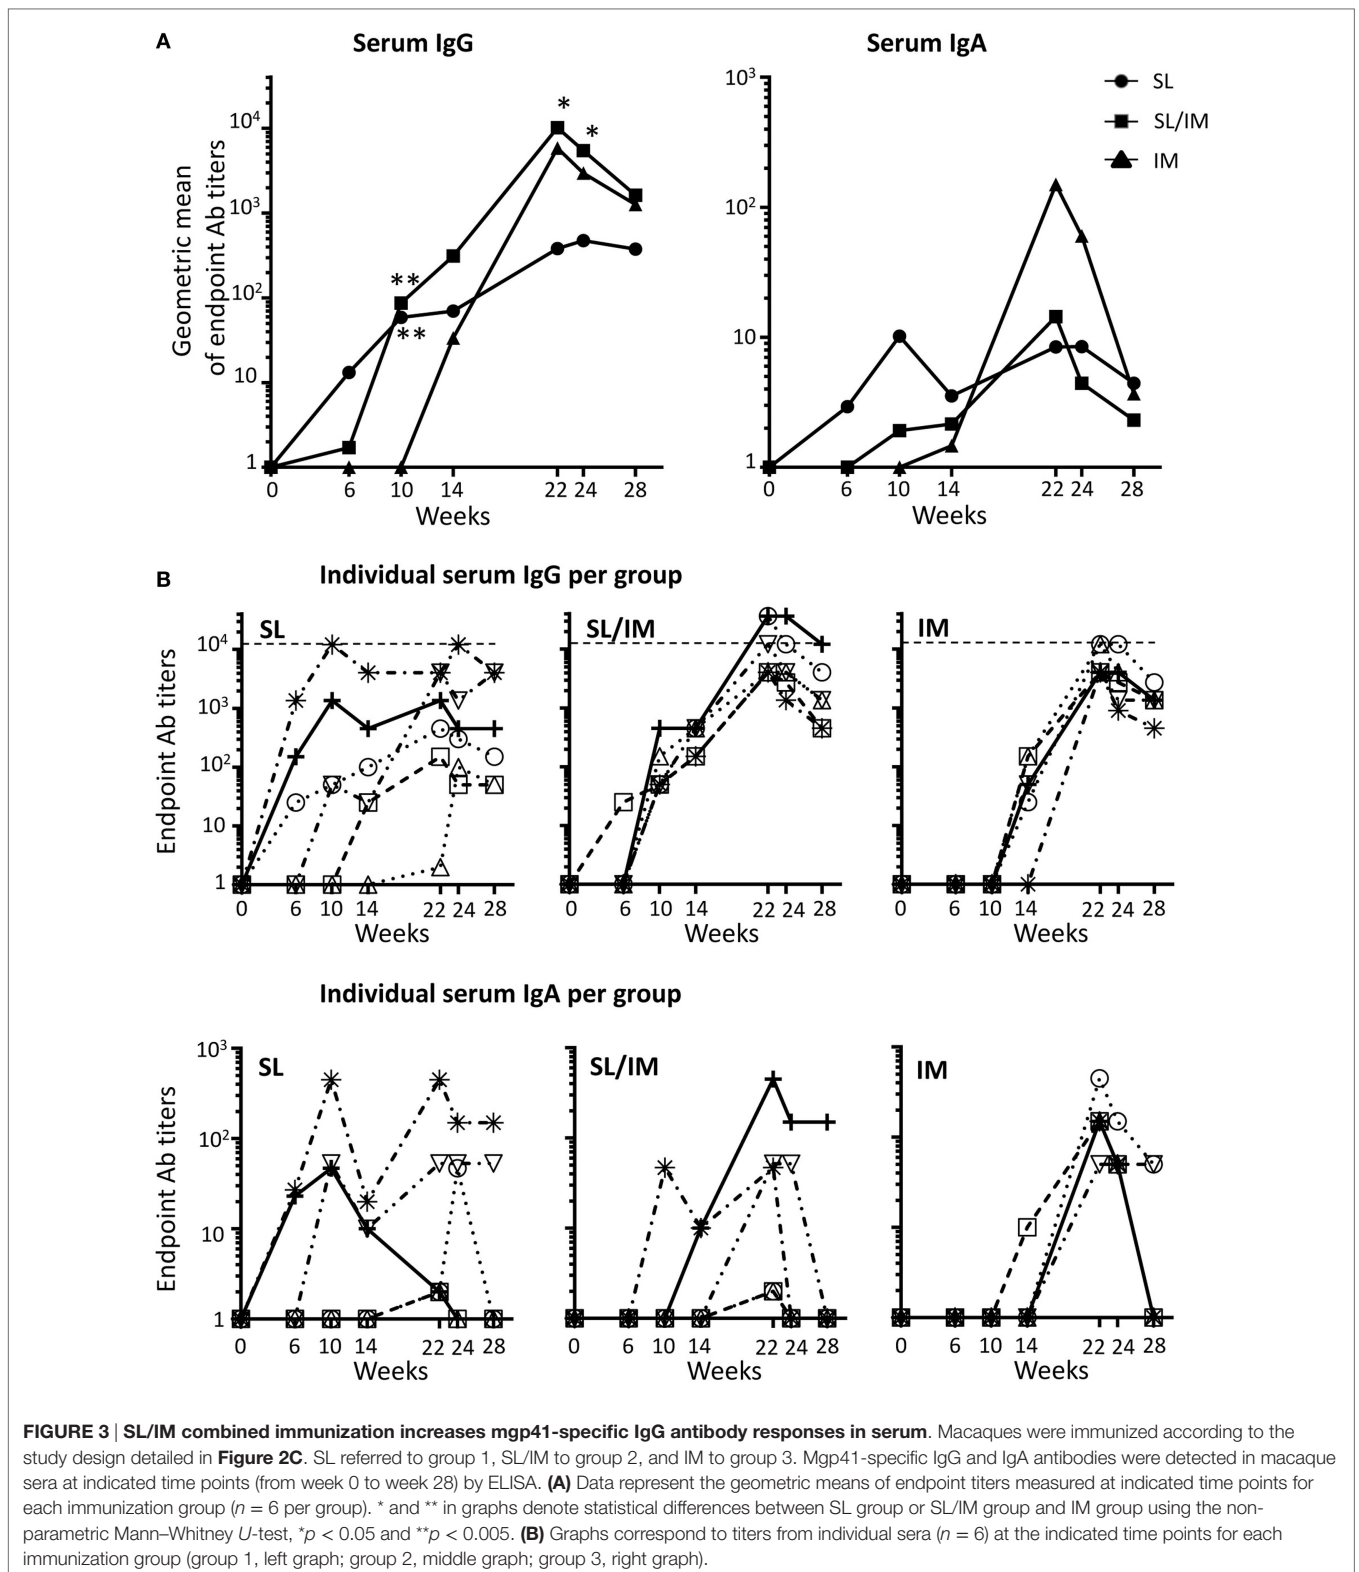 A
Serum IgG
Serum IgA
Geometric mean
of endpoint Ab titers
10⁴
10³
10²
10
1
0 6 10 14 22 24 28
Weeks
10³
10²
10
1
0 6 10 14 22 24 28
Weeks
SL
SL/IM
IM
*
*
**
**
B
Individual serum IgG per group
Endpoint Ab titers
10⁴
10³
10²
10
1
SL
0 6 10 14 22 24 28
Weeks
SL/IM
0 6 10 14 22 24 28
Weeks
IM
0 6 10 14 22 24 28
Weeks
Individual serum IgA per group
Endpoint Ab titers
10³
10²
10
1
SL
0 6 10 14 22 24 28
Weeks
SL/IM
0 6 10 14 22 24 28
Weeks
IM
0 6 10 14 22 24 28
Weeks
FIGURE 3 | SL/IM combined immunization increases mgp41-specific IgG antibody responses in serum. Macaques were immunized according to the
study design detailed in Figure 2C. SL referred to group 1, SL/IM to group 2, and IM to group 3. Mgp41-specific IgG and IgA antibodies were detected in macaque
sera at indicated time points (from week 0 to week 28) by ELISA. (A) Data represent the geometric means of endpoint titers measured at indicated time points for
each immunization group (n = 6 per group). * and ** in graphs denote statistical differences between SL group or SL/IM group and IM group using the non-
parametric Mann–Whitney U-test, *p < 0.05 and **p < 0.005. (B) Graphs correspond to titers from individual sera (n = 6) at the indicated time points for each
immunization group (group 1, left graph; group 2, middle graph; group 3, right graph).